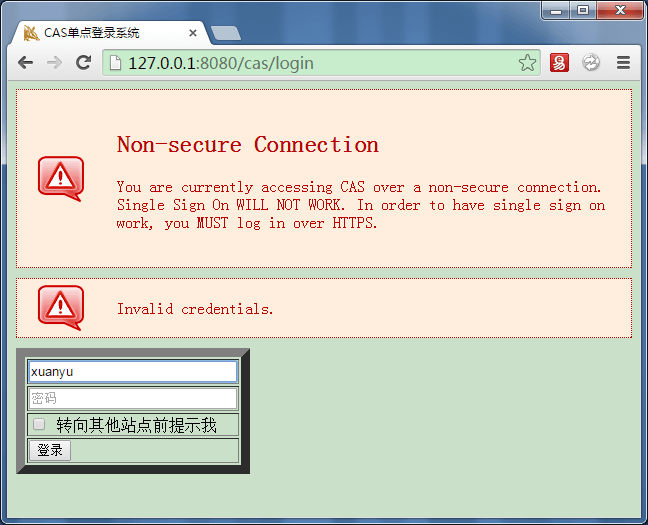 CAS单点登录系统
127.0.0.1:8080/cas/login
易
Non-secure Connection
You are currently accessing CAS over a non-secure connection.
Single Sign On WILL NOT WORK. In order to have single sign on
work, you MUST log in over HTTPS.
Invalid credentials.
xuanyu
密码
转向其他站点前提示我
登录